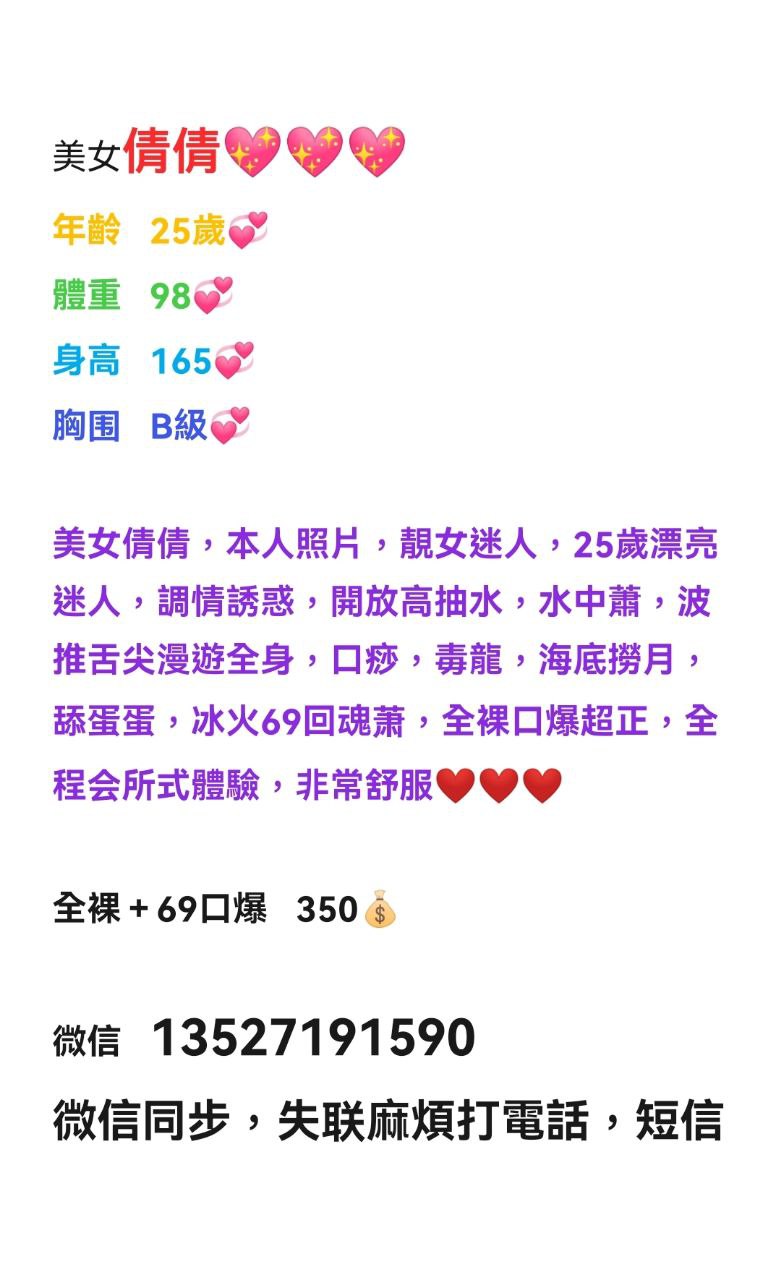 美女倩倩💖💖💖
年齡 25歲💞
體重 98💞
身高 165💞
胸围 B級💞
美女倩倩，本人照片，靚女迷人，25歲漂亮
迷人，調情誘惑，開放高抽水，水中蕭，波
推舌尖漫遊全身，口痧，毒龍，海底撈月，
舔蛋蛋，冰火69回魂萧，全裸口爆超正，全
程会所式體驗，非常舒服❤️❤️❤️
全裸 + 69口爆 350💰
微信 13527191590
微信同步，失联麻煩打電話，短信